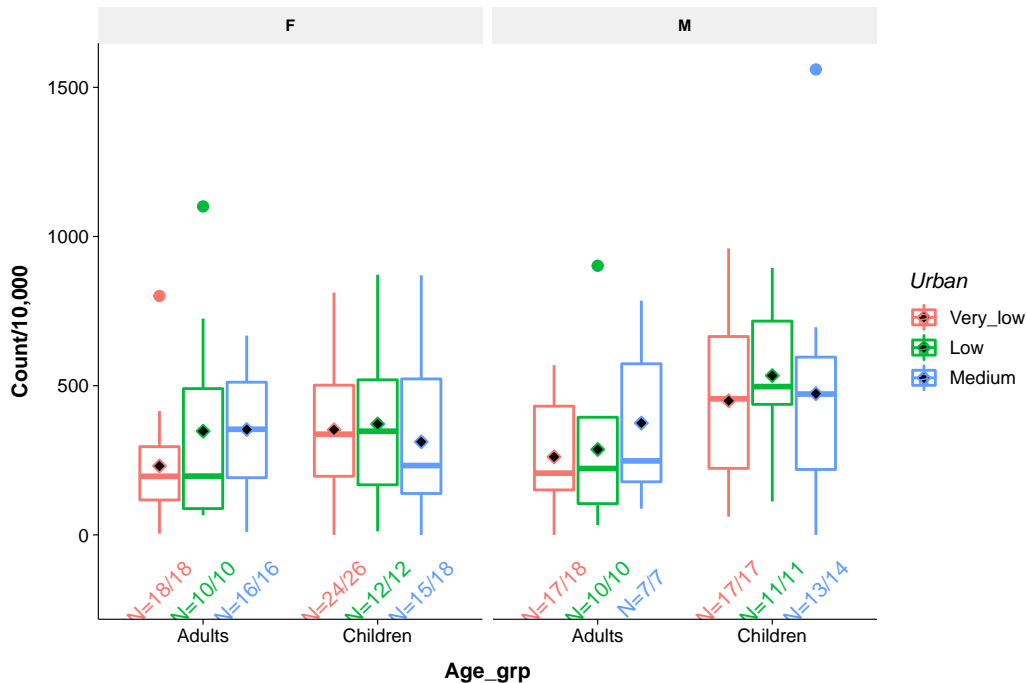 F
M
Count/10,000
1500
1000
500
0
N=18/18
N=10/10
N=16/16
N=24/26
N=12/12
N=15/18
N=17/18
N=10/10
N=7/7
N=17/17
N=11/11
N=13/14
Adults
Children
Adults
Children
Age_grp
Urban
Very_low
Low
Medium